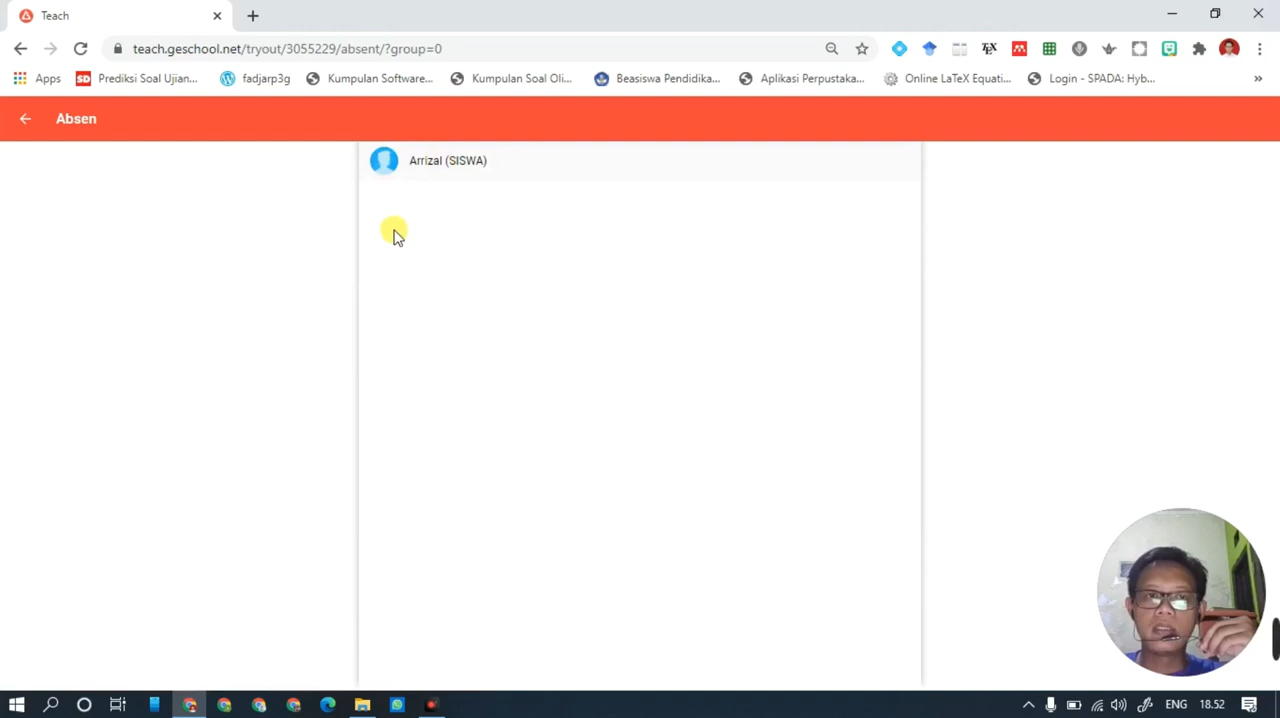 Teach
teach.geschool.net/tryout/3055229/absent/?group=0
Apps
Prediksi Soal Ujian...
fadjarp3g
Kumpulan Software...
Kumpulan Soal Oli...
Beasiswa Pendidika...
Aplikasi Perpustaka...
Online LaTeX Equati...
Login - SPADA: Hyb...
Absen
Arrizal (SISWA)
ENG
18.52